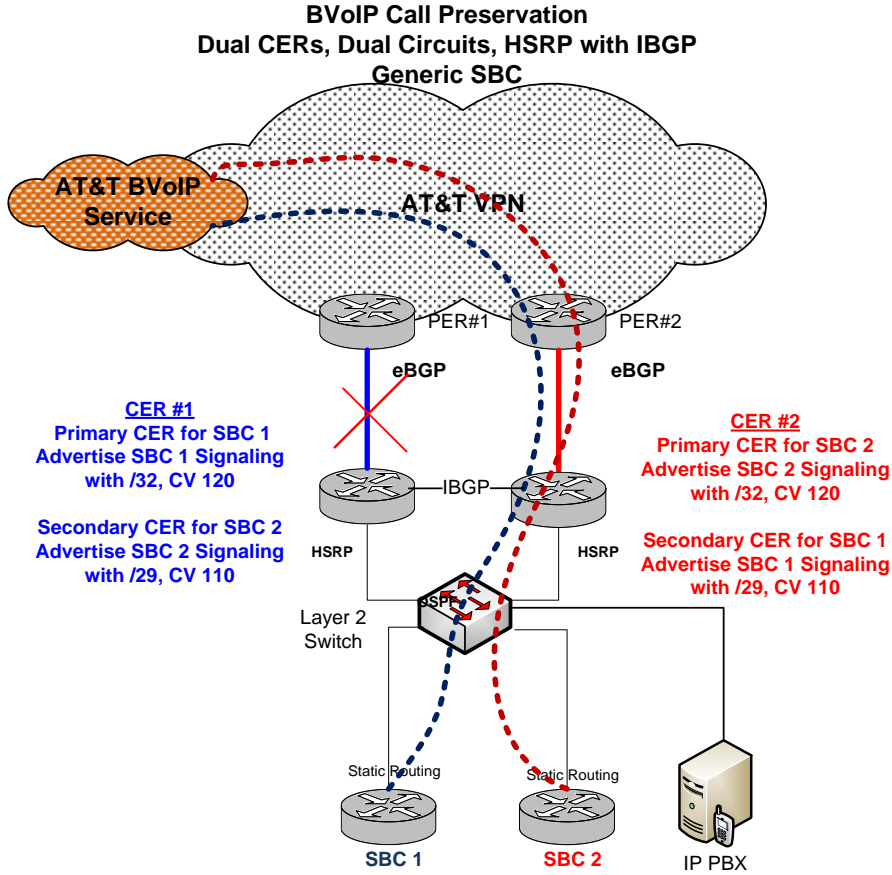 BVoIP Call Preservation
Dual CERs, Dual Circuits, HSRP with IBGP
Generic SBC
AT&T BVoIP
Service
AT&T VPN
PER#1
PER#2
eBGP
eBGP
CER #1
Primary CER for SBC 1
Advertise SBC 1 Signaling
with /32, CV 120
Secondary CER for SBC 2
Advertise SBC 2 Signaling
with /29, CV 110
CER #2
Primary CER for SBC 2
Advertise SBC 2 Signaling
with /32, CV 120
Secondary CER for SBC 1
Advertise SBC 1 Signaling
with /29, CV 110
IBGP
HSRP
HSRP
OSPF
Layer 2
Switch
Static Routing
Static Routing
SBC 1
SBC 2
IP PBX